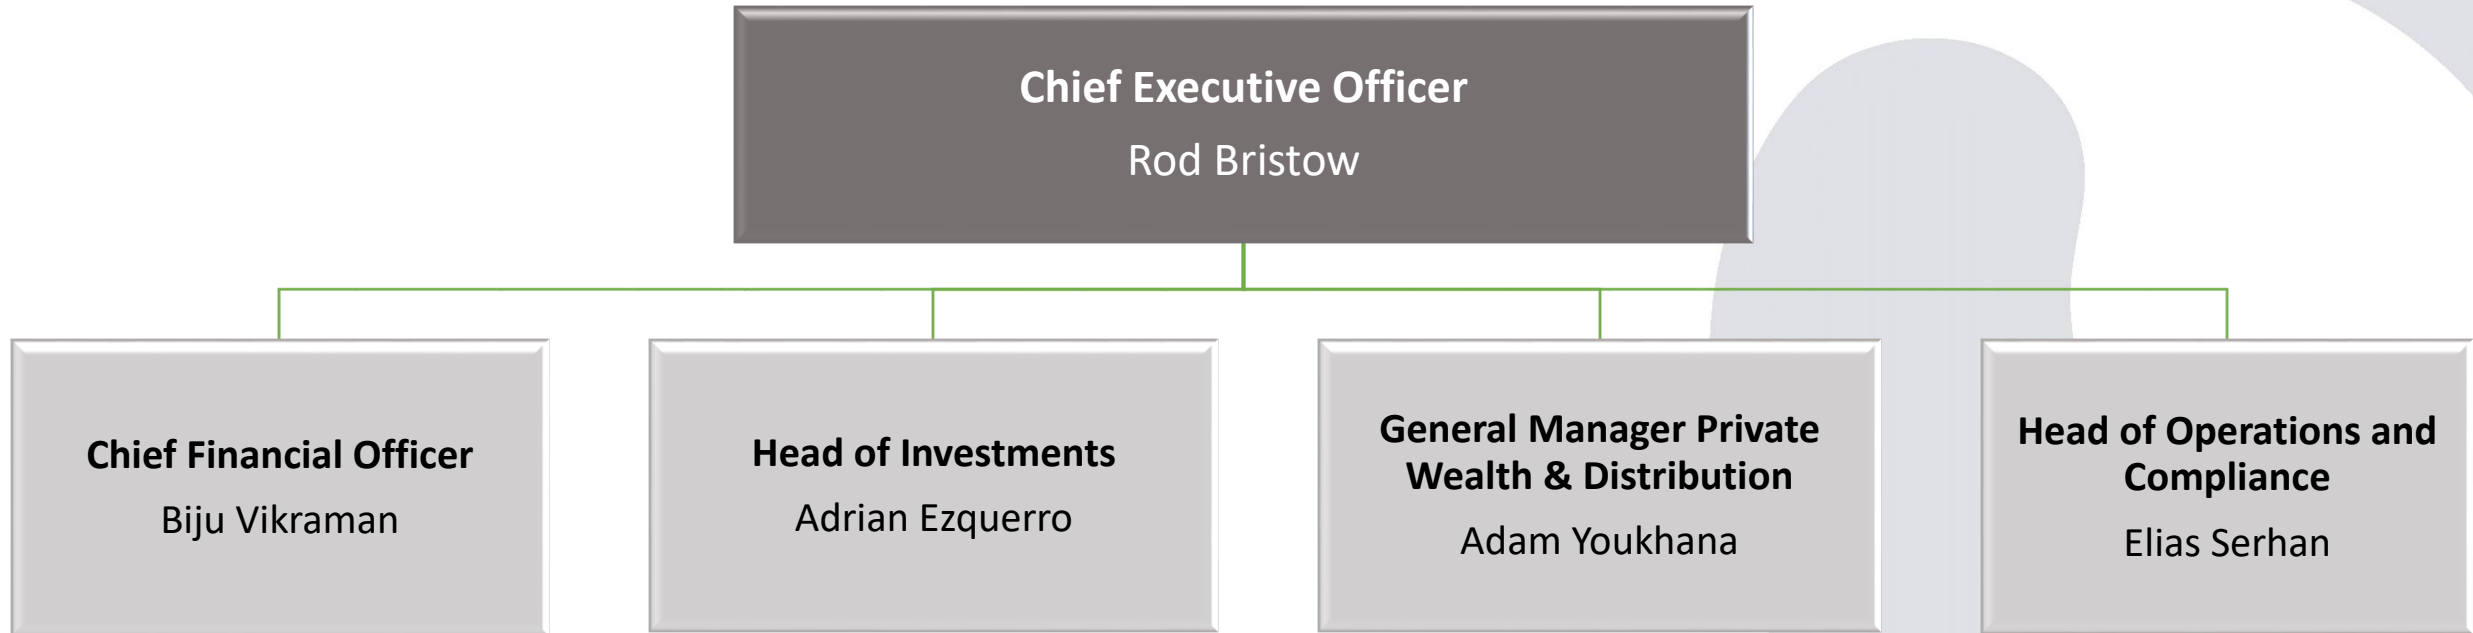 Chief Executive Officer
Rod Bristow
Chief Financial Officer
Biju Vikraman
Head of Investments
Adrian Ezquerro
General Manager Private
Wealth & Distribution
Adam Youkhana
Head of Operations and
Compliance
Elias Serhan